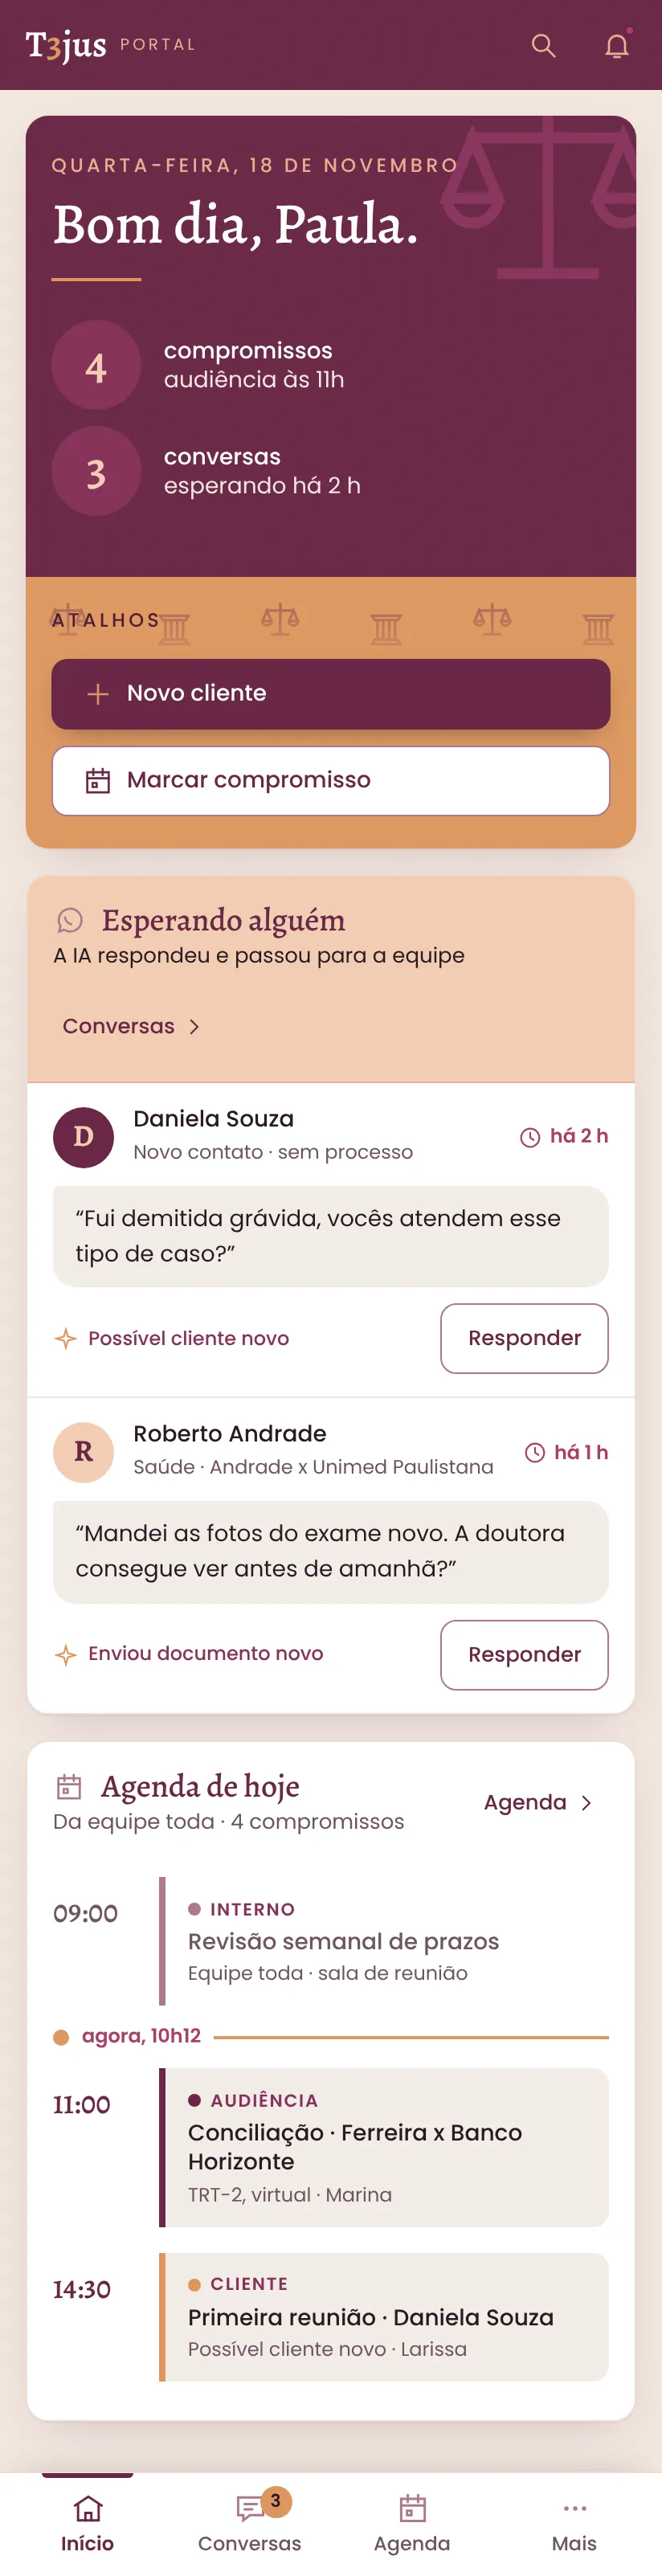 T3jus PORTAL
QUARTA-FEIRA, 18 DE NOVEMBRO
Bom dia, Paula.
4
compromissos
audiência às 11h
3
conversas
esperando há 2 h
ATALHOS
Novo cliente
Marcar compromisso
Esperando alguém
A IA respondeu e passou para a equipe
Conversas
D
Daniela Souza
Novo contato · sem processo
há 2 h
“Fui demitida grávida, vocês atendem esse
tipo de caso?”
Possível cliente novo
Responder
R
Roberto Andrade
Saúde · Andrade x Unimed Paulistana
há 1 h
“Mandei as fotos do exame novo. A doutora
consegue ver antes de amanhã?”
Enviou documento novo
Responder
Agenda de hoje
Da equipe toda · 4 compromissos
Agenda
09:00
INTERNO
Revisão semanal de prazos
Equipe toda · sala de reunião
agora, 10h12
11:00
AUDIÊNCIA
Conciliação · Ferreira x Banco
Horizonte
TRT-2, virtual · Marina
14:30
CLIENTE
Primeira reunião · Daniela Souza
Possível cliente novo · Larissa
3
Início
Conversas
Agenda
Mais